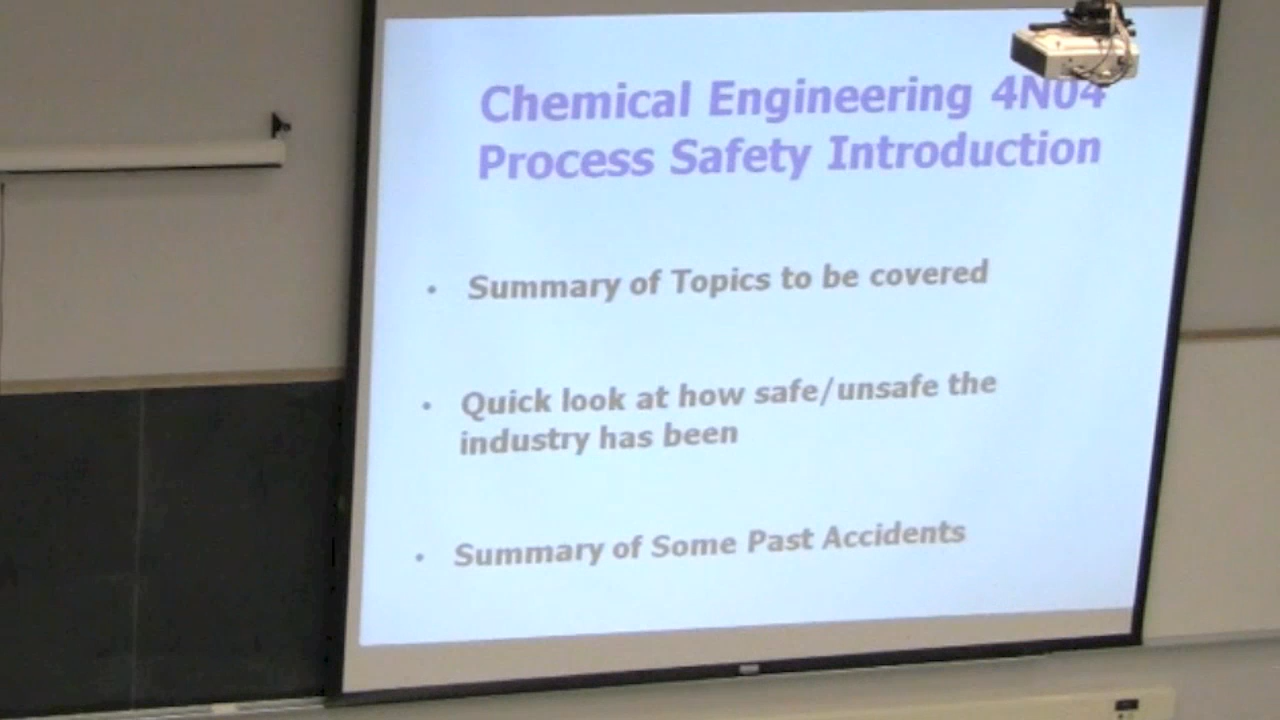 Chemical Engineering 4N04
Process Safety Introduction
• Summary of Topics to be covered
• Quick look at how safe/unsafe the
industry has been
• Summary of Some Past Accidents